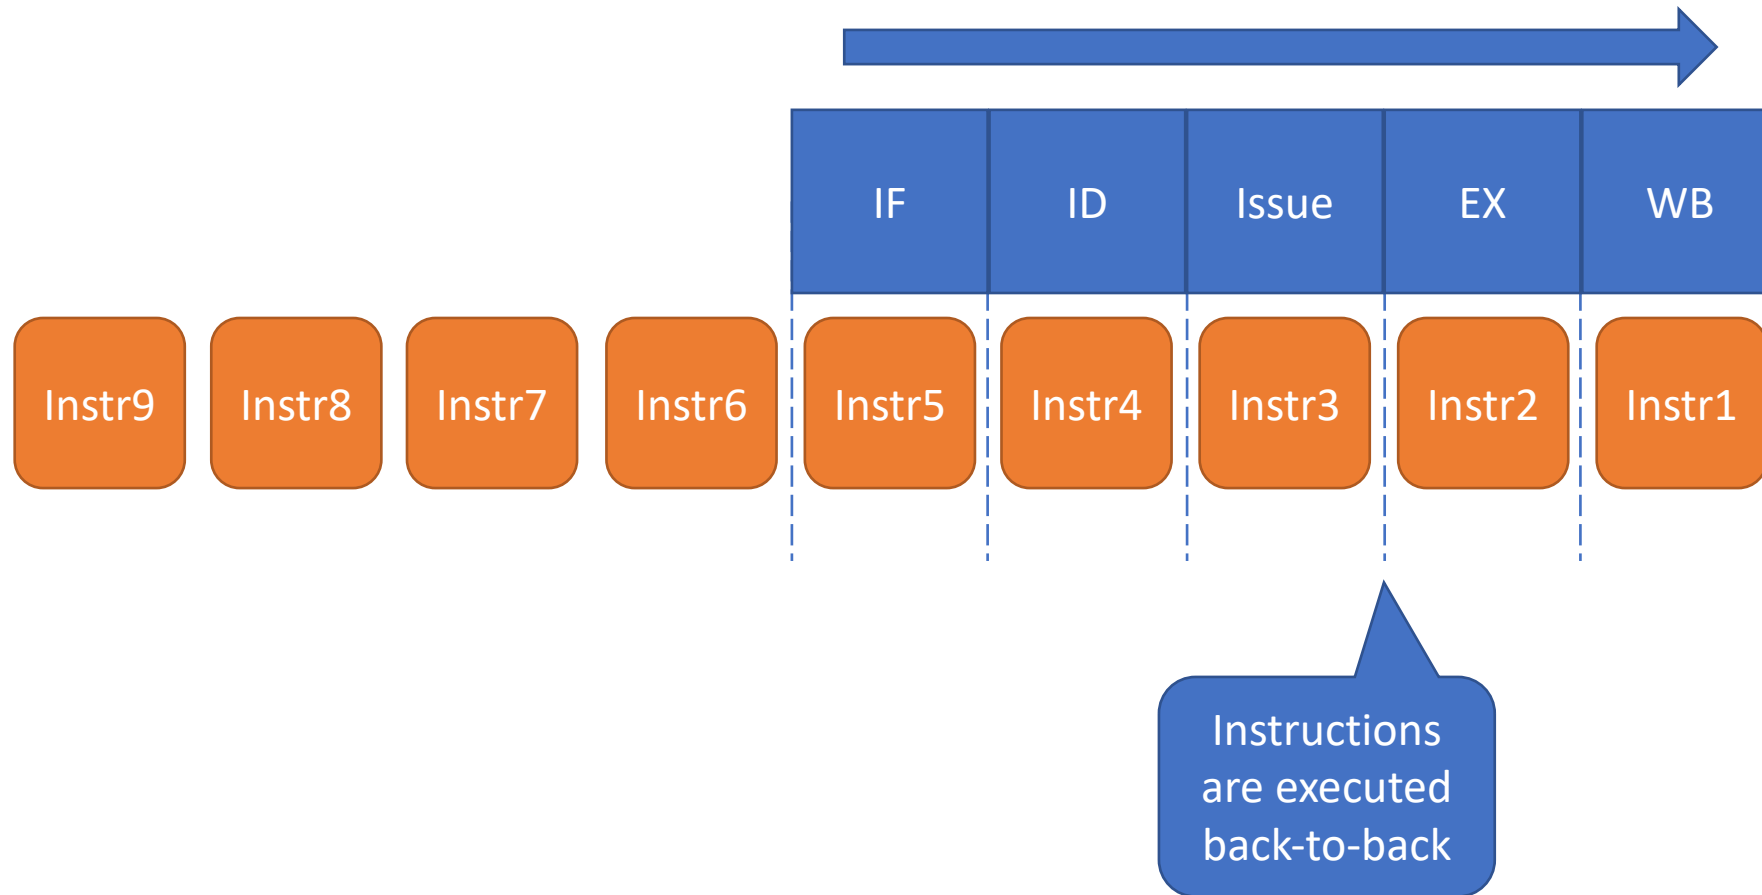 IF ID Issue EX WB
Instr9 Instr8 Instr7 Instr6 Instr5 Instr4 Instr3 Instr2 Instr1
Instructions
are executed
back-to-back